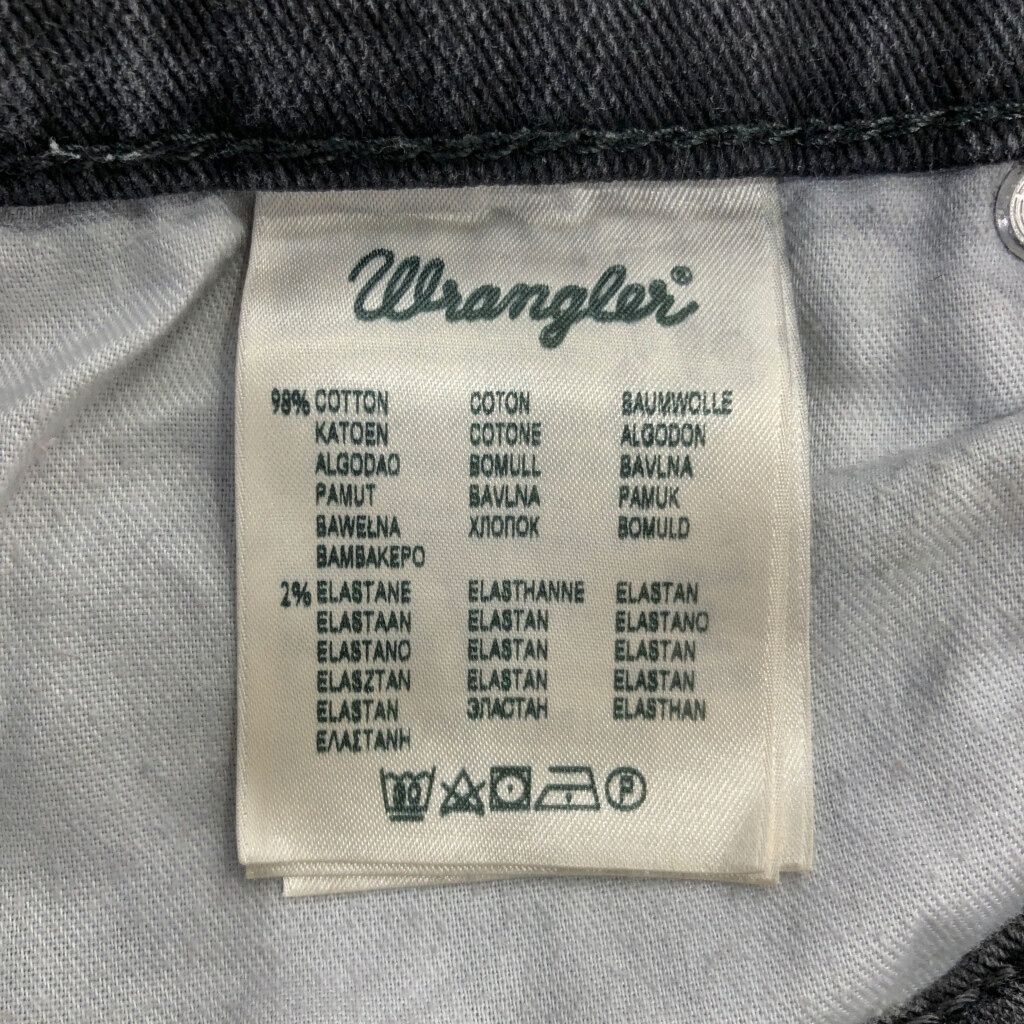 Wrangler®
98% COTTON COTON BAUMWOLLE
KATOEN COTONE ALGODON
ALGODAO BOMULL BAVLNA
PAMUT BAVLNA PAMUK
BAWEŁNA ХЛОПОК BOMULD
ΒΑΜΒΑΚΕΡΟ
2% ELASTANE ELASTHANNE ELASTAN
ELASTAAN ELASTAN ELASTANO
ELASTANO ELASTAN ELASTAN
ELASZTAN ELASTAN ELASTAN
ELASTAN ЭЛАСТАН ELASTHAN
ΕΛΑΣΤΑΝΗ
P